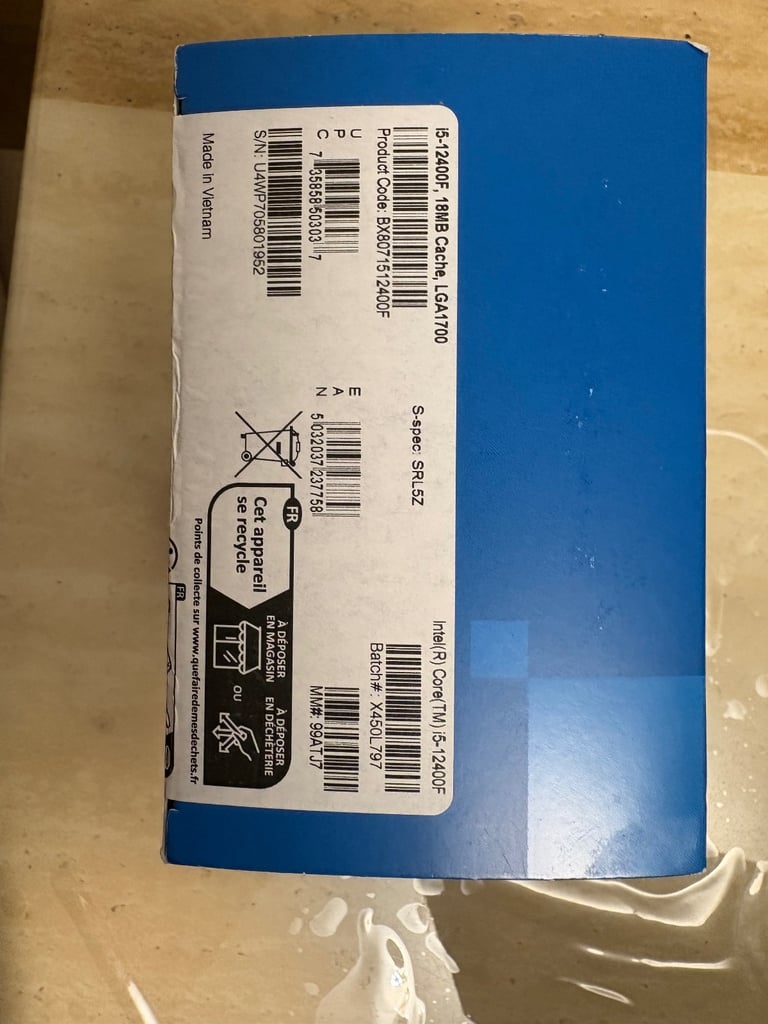 i5-12400F, 18MB Cache, LGA1700
Product Code: BX8071512400F
UPC
7 35858 50303 7
S/N: U4WP705801952
Made in Vietnam
S-spec: SRL5Z
EAN
5 032037 237758
Intel(R) Core(TM) i5-12400F
Batch#: X450L797
MM#: 99ATJ7
FR
Cet appareil
se recycle
À DÉPOSER
EN MAGASIN
OU
À DÉPOSER
EN DÉCHÈTERIE
Points de collecte sur www.quefairedemesdechets.fr
FR